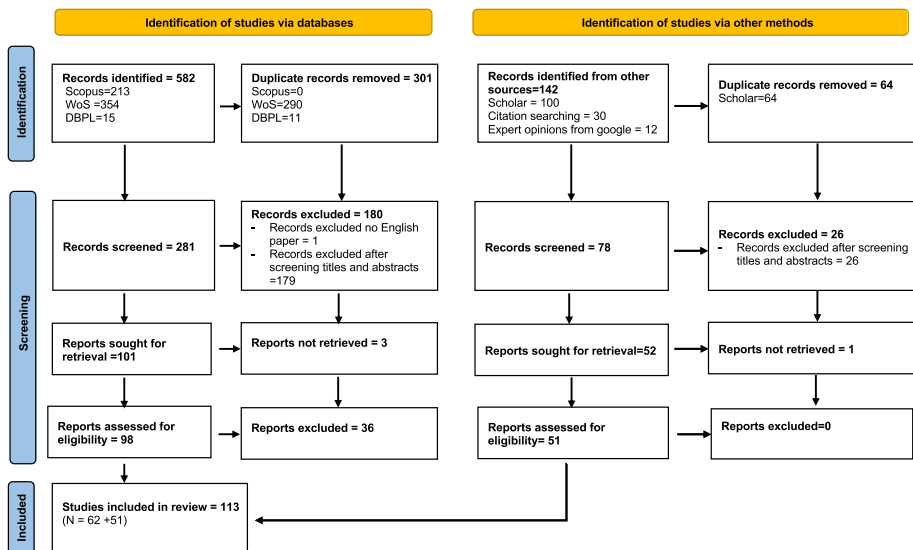 Identification of studies via databases
Identification of studies via other methods
Identification
Records identified = 582
Scopus=213
WoS =354
DBPL=15
Duplicate records removed = 301
Scopus=0
WoS=290
DBPL=11
Records identified from other
sources=142
Scholar = 100
Citation searching = 30
Expert opinions from google = 12
Duplicate records removed = 64
Scholar=64
Screening
Records screened = 281
Records excluded = 180
- Records excluded no English
paper = 1
- Records excluded after
screening titles and abstracts
=179
Records screened = 78
Records excluded = 26
- Records excluded after screening
titles and abstracts = 26
Reports sought for
retrieval =101
Reports not retrieved = 3
Reports sought for retrieval=52
Reports not retrieved = 1
Reports assessed for
eligibility = 98
Reports excluded = 36
Reports assessed for
eligibility= 51
Reports excluded=0
Included
Studies included in review = 113
(N = 62 +51)